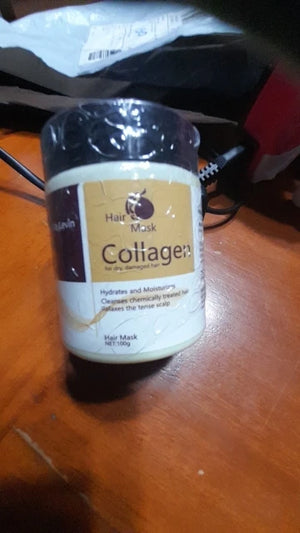 Hair
Mask
Collagen
for dry, damaged hair
Hydrates and Moisturizes
Cleanses chemically treated hair
Relaxes the tense scalp
Hair Mask
NET:100g